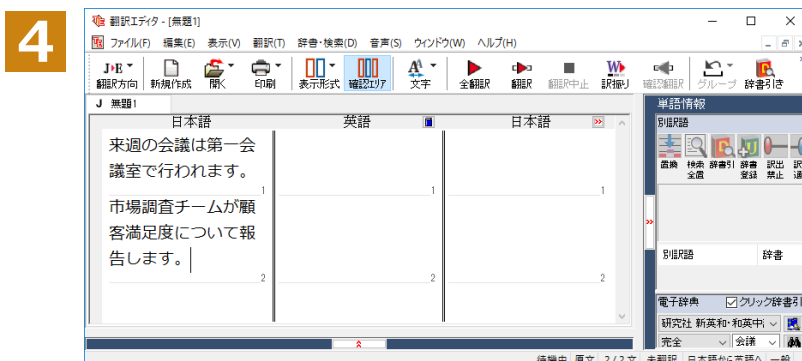 4
翻訳エディタ - [無題1]
ファイル(F) 編集(E) 表示(V) 翻訳(T) 辞書・検索(D) 音声(S) ウィンドウ(W) ヘルプ(H)
J▸E
翻訳方向 新規作成 開く 印刷 表示形式 確認エリア 文字 全翻訳 翻訳 翻訳中止 訳振り 確認翻訳 グループ 辞書引き
J 無題1
日本語 英語 日本語
来週の会議は第一会
議室で行われます。
1 1 1
市場調査チームが顧
客満足度について報
告します。
2 2 2
単語情報
別訳語
置換 検索全置 辞書引 辞書登録 訳出禁止
別訳語 辞書
電子辞典 クリック辞書引
研究社 新英和・和英中
完全 会議
待機中 原文 2 / 2 文 未翻訳 日本語から英語へ 一般